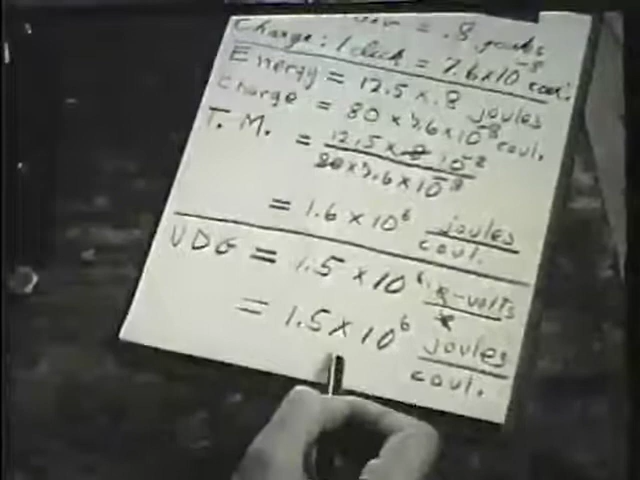 = .8 joules
Charge: 1 click = 7.6 × 10⁻⁸ coul.
Energy = 12.5 × .8 joules
Charge = 80 × 7.6 × 10⁻⁸ coul.
T. M. = 12.5 × .8 10⁻²
80 × 7.6 × 10⁻⁸
= 1.6 × 10⁶ joules
coul.
VDG = 1.5 × 10⁶ e-volts
e
= 1.5 × 10⁶ joules
coul.